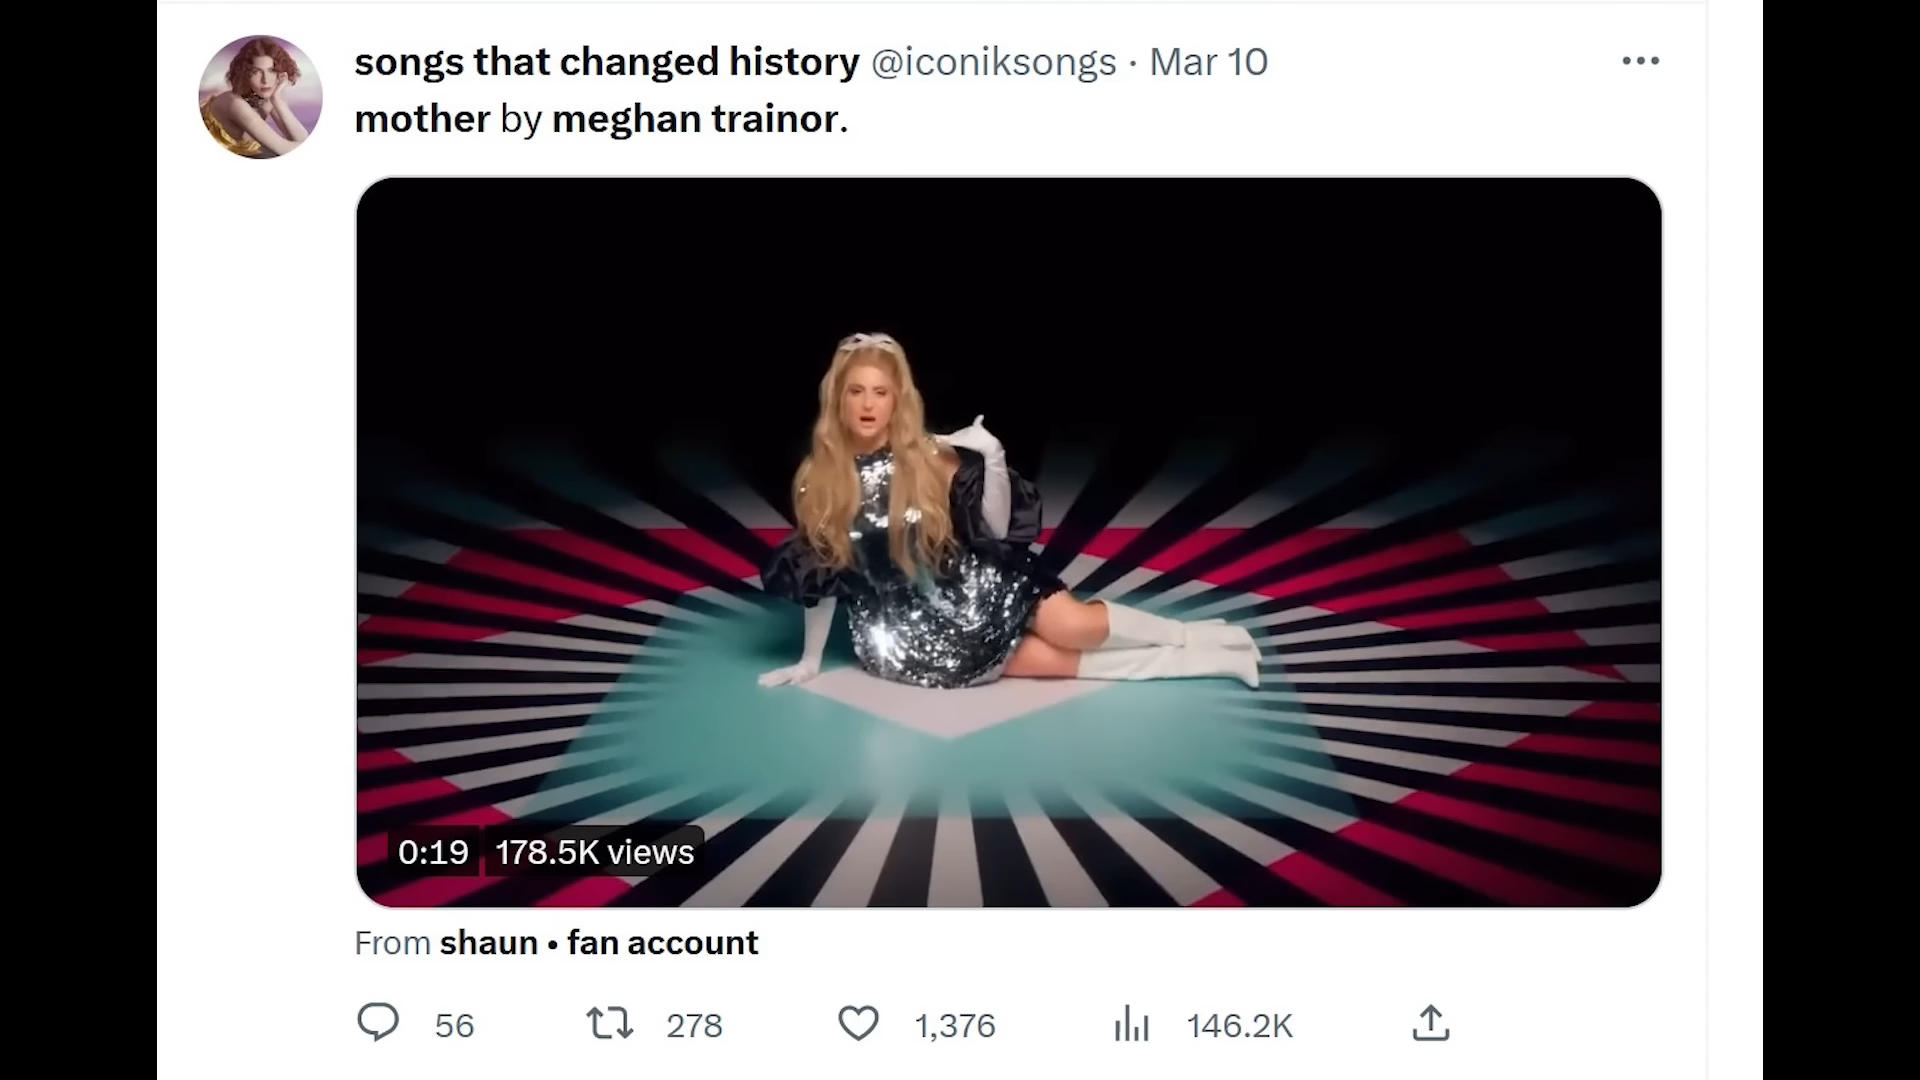 songs that changed history @iconiksongs · Mar 10
mother by meghan trainor.
0:19 178.5K views
From shaun • fan account
56 278 1,376 146.2K